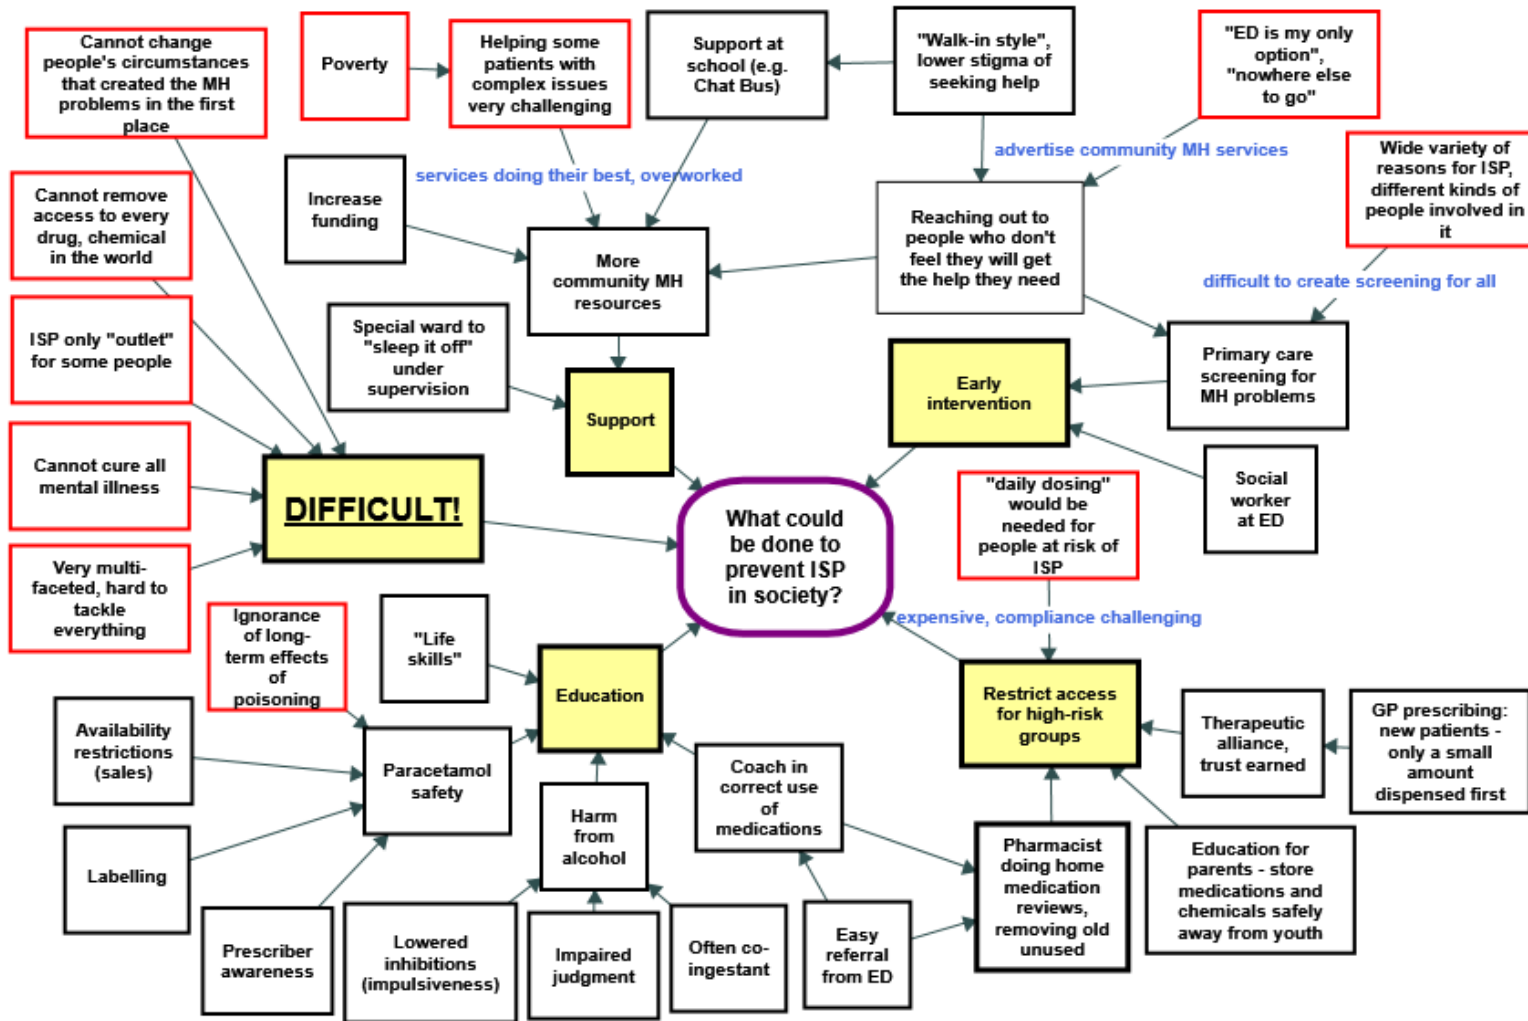 Cannot change
people's circumstances
that created the MH
problems in the first
place
Poverty
Helping some
patients with
complex issues
very challenging
Support at
school (e.g.
Chat Bus)
"Walk-in style",
lower stigma of
seeking help
"ED is my only
option",
"nowhere else
to go"
advertise community MH services
Wide variety of
reasons for ISP,
different kinds of
people involved in
it
Cannot remove
access to every
drug, chemical
in the world
Increase
funding
services doing their best, overworked
More
community MH
resources
Reaching out to
people who don't
feel they will get
the help they need
difficult to create screening for all
ISP only "outlet"
for some people
Special ward to
"sleep it off"
under
supervision
Support
Early
intervention
Primary care
screening for
MH problems
Cannot cure all
mental illness
DIFFICULT!
What could
be done to
prevent ISP
in society?
"daily dosing"
would be
needed for
people at risk of
ISP
Social
worker
at ED
Very multi-
faceted, hard to
tackle
everything
Ignorance
of long-
term effects
of
poisoning
"Life
skills"
Education
expensive, compliance challenging
Restrict access
for high-risk
groups
Therapeutic
alliance,
trust earned
GP prescribing:
new patients -
only a small
amount
dispensed first
Availability
restrictions
(sales)
Paracetamol
safety
Harm
from
alcohol
Coach in
correct use
of
medications
Labelling
Prescriber
awareness
Lowered
inhibitions
(impulsiveness)
Impaired
judgment
Often co-
ingestant
Easy
referral
from ED
Pharmacist
doing home
medication
reviews,
removing old
unused
Education for
parents - store
medications and
chemicals safely
away from youth